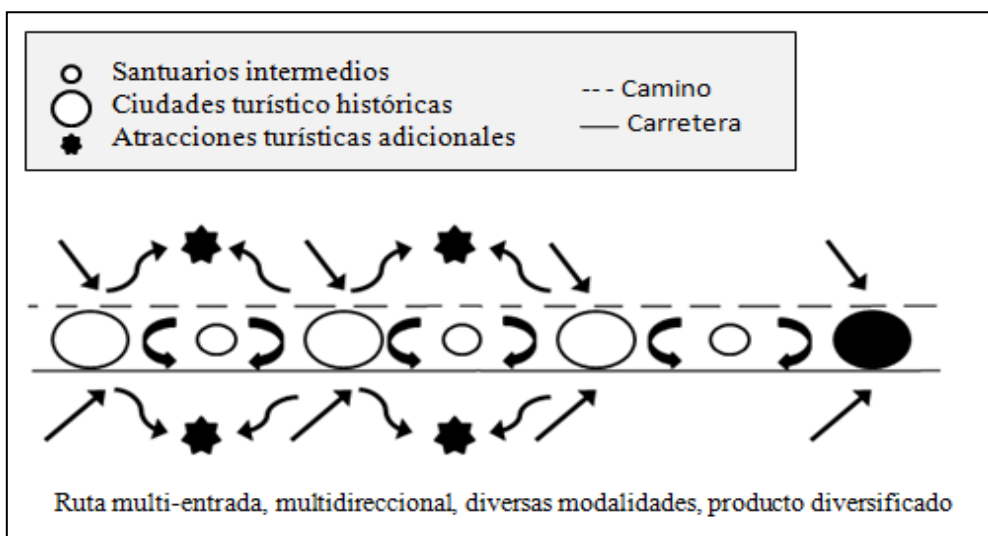 Santuarios intermedios
Ciudades turístico históricas
Atracciones turísticas adicionales
--- Camino
— Carretera
Ruta multi-entrada, multidireccional, diversas modalidades, producto diversificado